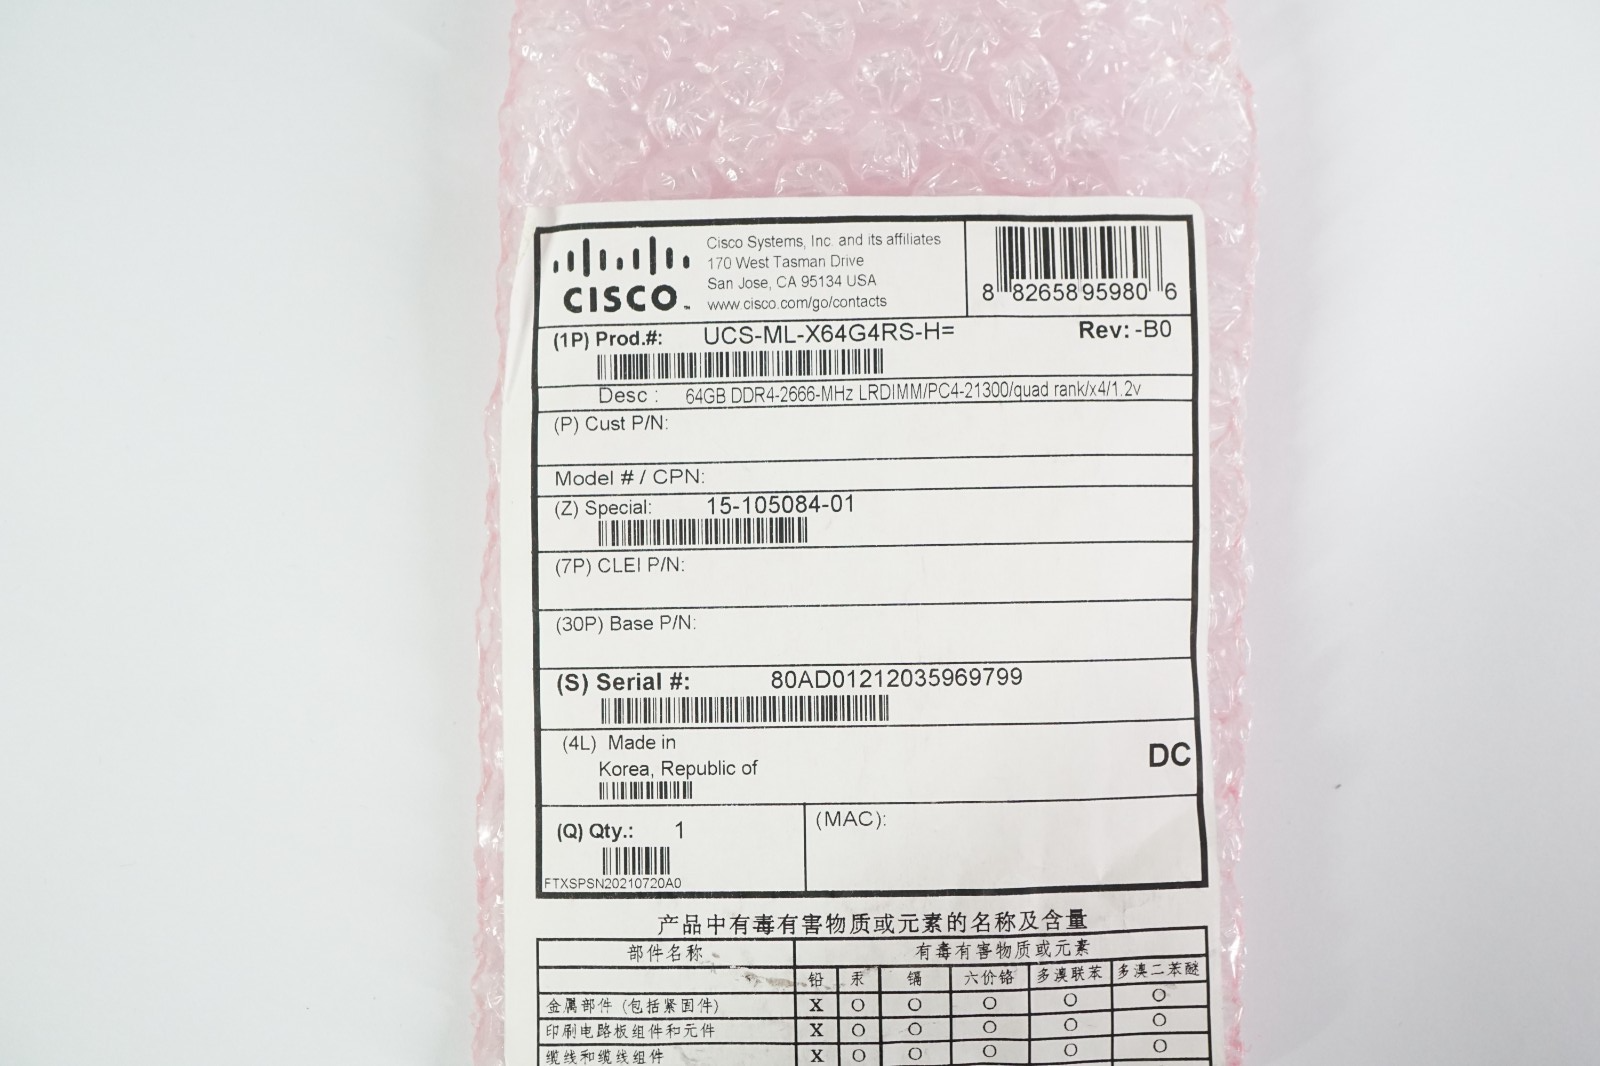 CISCO
Cisco Systems, Inc. and its affiliates
170 West Tasman Drive
San Jose, CA 95134 USA
www.cisco.com/go/contacts
8 82658 95980 6
(1P) Prod.#: UCS-ML-X64G4RS-H= Rev: -B0
Desc : 64GB DDR4-2666-MHz LRDIMM/PC4-21300/quad rank/x4/1.2v
(P) Cust P/N:
Model # / CPN:
(Z) Special: 15-105084-01
(7P) CLEI P/N:
(30P) Base P/N:
(S) Serial #: 80AD01212035969799
(4L) Made in
Korea, Republic of
DC
(Q) Qty.: 1
(MAC):
FTXSPSN20210720A0
产品中有毒有害物质或元素的名称及含量
部件名称 有毒有害物质或元素
铅 汞 镉 六价铬 多溴联苯 多溴二苯醚
金属部件 (包括紧固件) X O O O O O
印刷电路板组件和元件 X O O O O O
缆线和缆线组件 X O O O O O